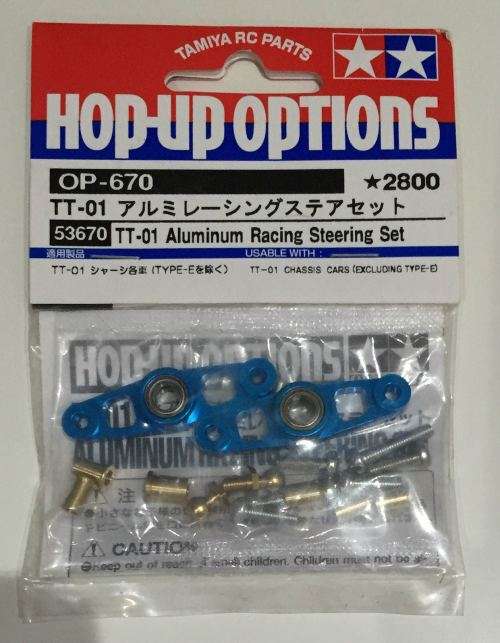 TAMIYA RC PARTS
HOP-UP OPTIONS
OP-670
★2800
TT-01 アルミレーシングステアセット
53670 TT-01 Aluminum Racing Steering Set
適用製品
USABLE WITH :
TT-01 シャーシ各車 (TYPE-Eを除く)
TT-01 CHASSIS CARS (EXCLUDING TYPE-E)
HOP-UP OPTIONS
ALUMINUM
注
CAUTION
Keep out of reach small children. Children must not be